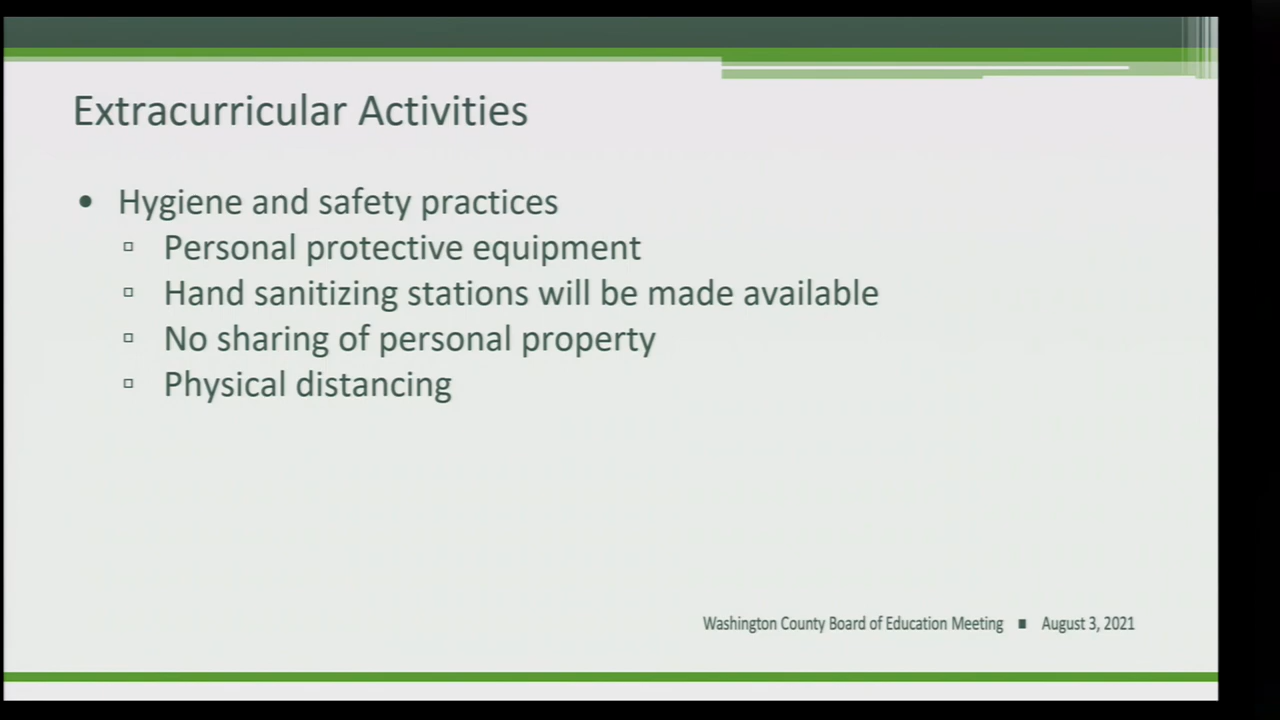 Extracurricular Activities
• Hygiene and safety practices
▫ Personal protective equipment
▫ Hand sanitizing stations will be made available
▫ No sharing of personal property
▫ Physical distancing
Washington County Board of Education Meeting ■ August 3, 2021